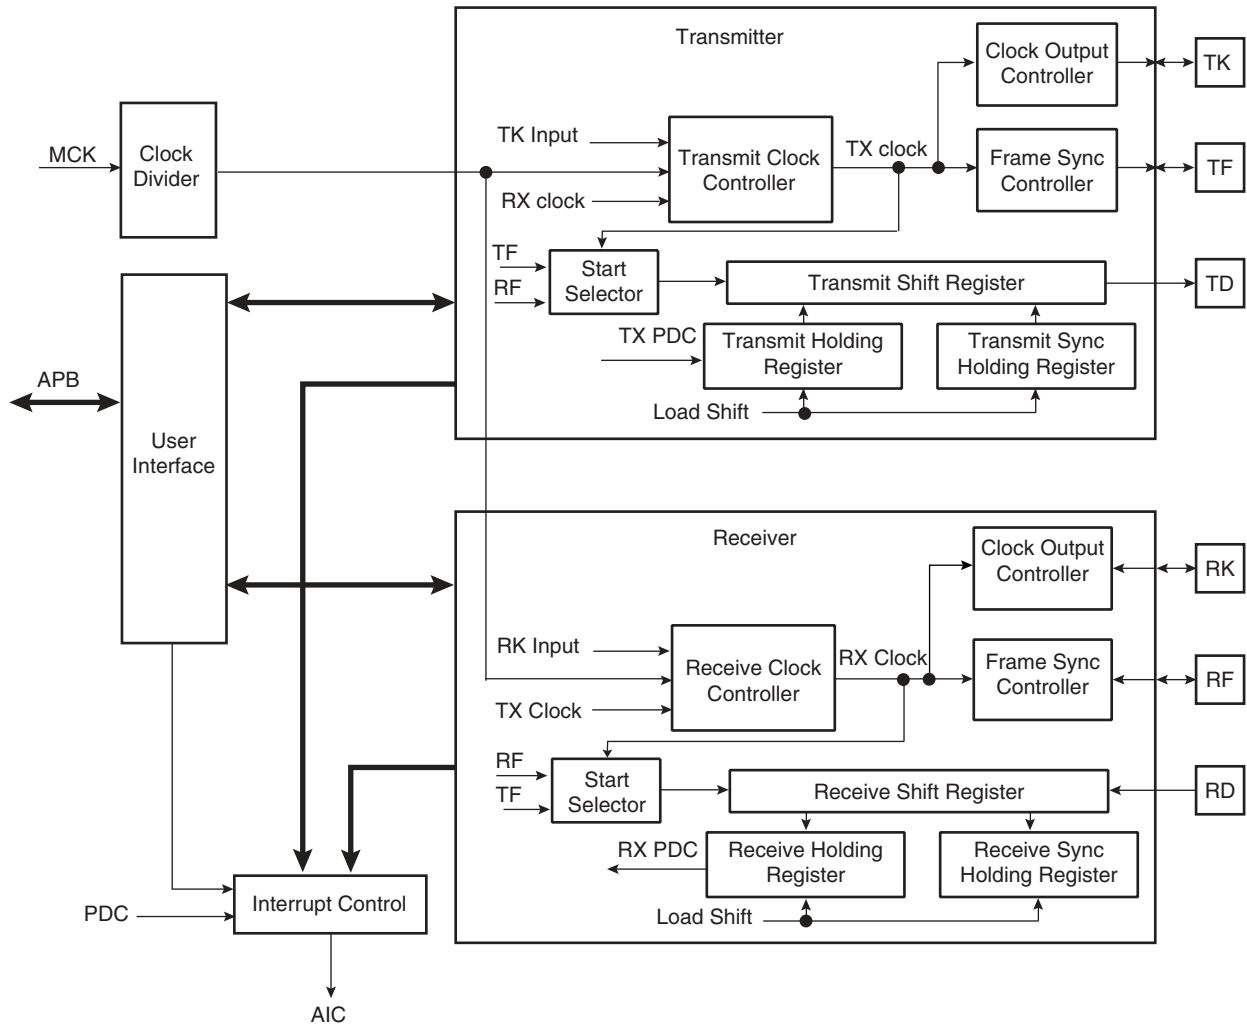 Transmitter
Clock Output
Controller
TK
MCK
Clock
Divider
TK Input
Transmit Clock
Controller
RX clock
TX clock
Frame Sync
Controller
TF
TF
RF
Start
Selector
Transmit Shift Register
TD
TX PDC
Transmit Holding
Register
Transmit Sync
Holding Register
Load Shift
APB
User
Interface
Receiver
Clock Output
Controller
RK
RK Input
Receive Clock
Controller
TX Clock
RX Clock
Frame Sync
Controller
RF
RF
TF
Start
Selector
Receive Shift Register
RD
RX PDC
Receive Holding
Register
Receive Sync
Holding Register
Load Shift
PDC
Interrupt Control
AIC